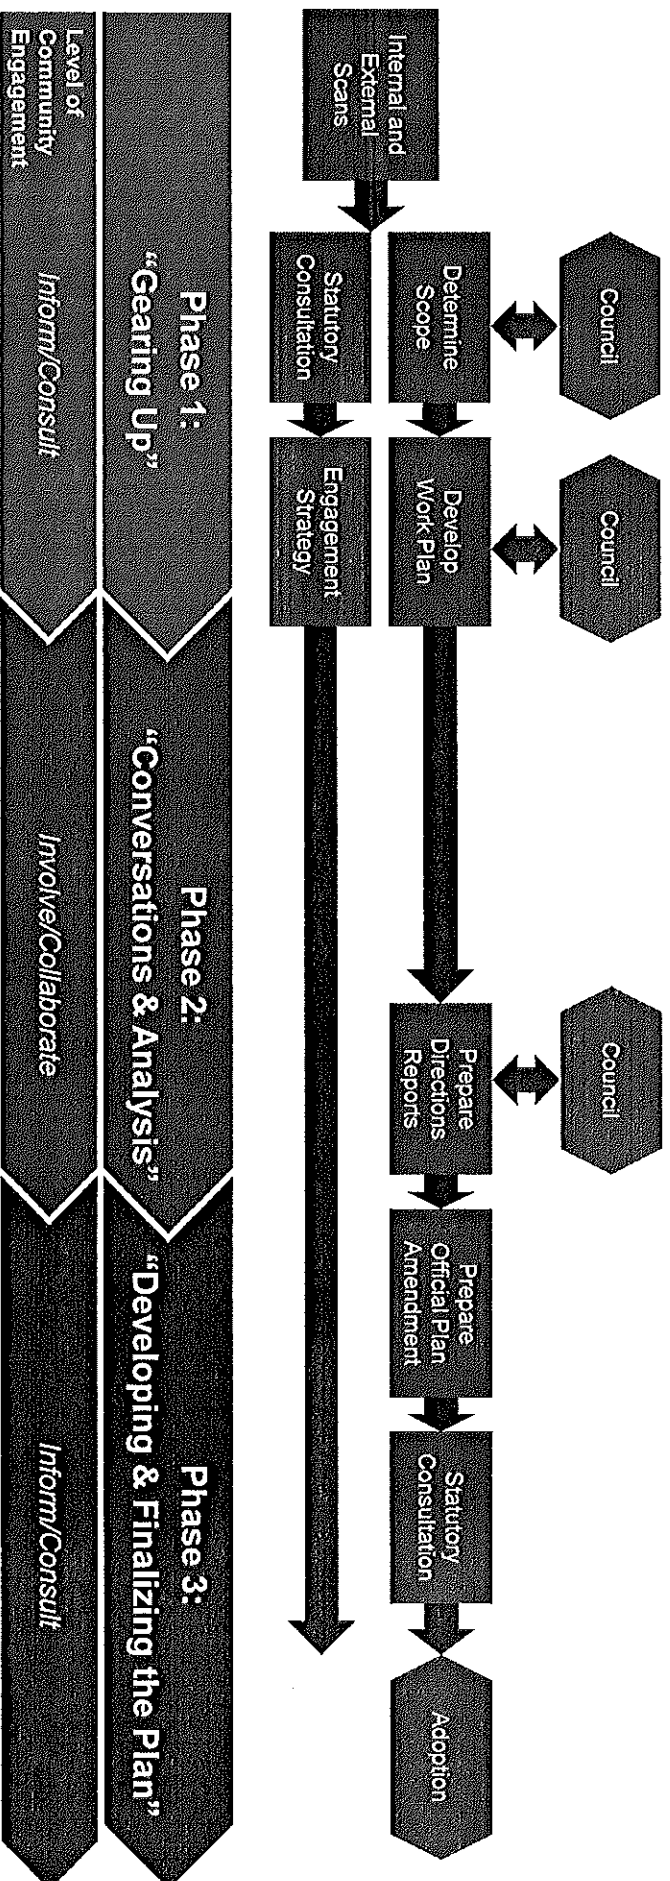 Council
Council
Council
Internal and
External
Scans
Determine
Scope
Develop
Work Plan
Prepare
Directions
Reports
Prepare
Official Plan
Amendment
Statutory
Consultation
Adoption
Statutory
Consultation
Engagement
Strategy
Phase 1:
“Gearing Up”
Phase 2:
“Conversations & Analysis”
Phase 3:
“Developing & Finalizing the Plan”
Level of
Community
Engagement
Inform/Consult
Involve/Collaborate
Inform/Consult